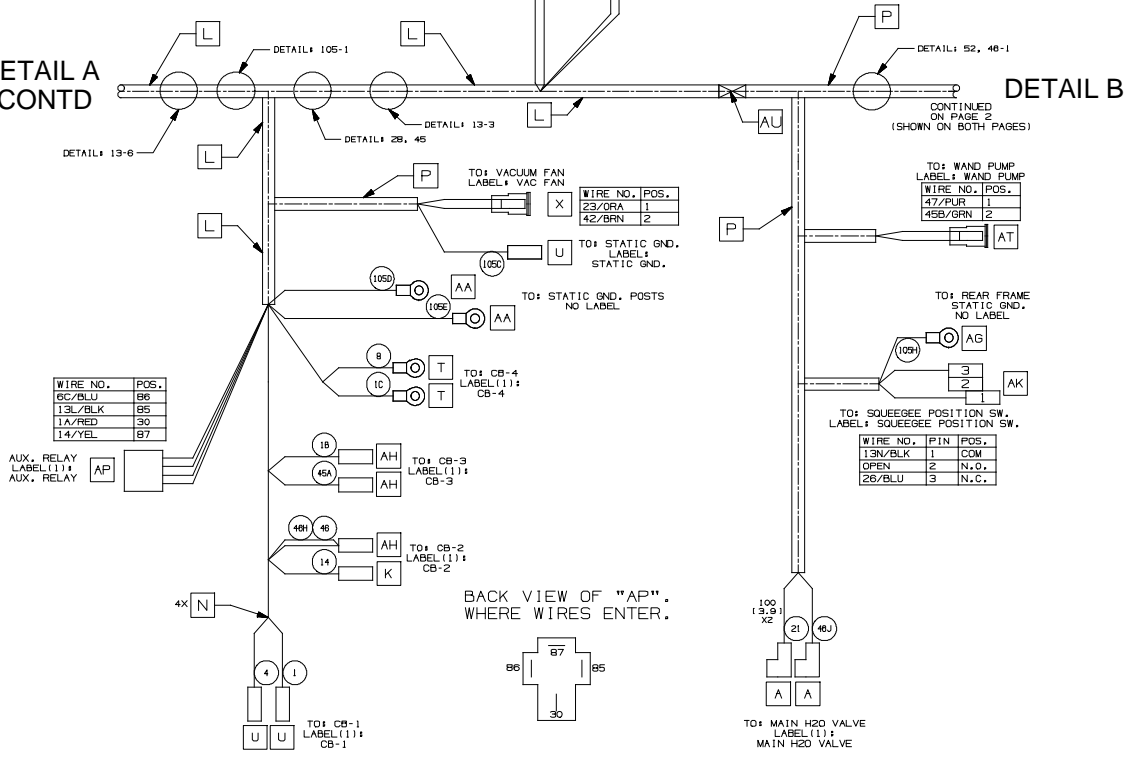 L
L
P
DETAIL: 105-1
DETAIL: 52, 46-1
ETAIL A
CONTD
DETAIL B
CONTINUED
ON PAGE 2
(SHOWN ON BOTH PAGES)
L
AU
DETAIL: 13-3
DETAIL: 28, 45
DETAIL: 13-6
L
P
TO: VACUUM FAN
LABEL: VAC FAN
X
WIRE NO. POS.
23/ORA 1
42/BRN 2
L
U
105C
TO: STATIC GND.
LABEL:
STATIC GND.
105D
AA
105E
AA
TO: STATIC GND. POSTS
NO LABEL
8
T
1C
T
TO: CB-4
LABEL(1):
CB-4
WIRE NO. POS.
6C/BLU 86
13L/BLK 85
1A/RED 30
14/YEL 87
AUX. RELAY
LABEL(1):
AUX. RELAY
AP
1B
AH
45A
AH
TO: CB-3
LABEL(1):
CB-3
46H
46
AH
14
K
TO: CB-2
LABEL(1):
CB-2
4X
N
4
1
U
U
TO: CB-1
LABEL(1):
CB-1
BACK VIEW OF "AP".
WHERE WIRES ENTER.
87
86
85
30
P
TO: WAND PUMP
LABEL: WAND PUMP
WIRE NO. POS.
47/PUR 1
45B/GRN 2
AT
TO: REAR FRAME
STATIC GND.
NO LABEL
105H
AG
3
2
1
AK
TO: SQUEEGEE POSITION SW.
LABEL: SQUEEGEE POSITION SW.
WIRE NO. PIN POS.
13N/BLK 1 COM
OPEN 2 N.O.
26/BLU 3 N.C.
100
[3.9]
X2
21
46J
A
A
TO: MAIN H2O VALVE
LABEL(1):
MAIN H2O VALVE